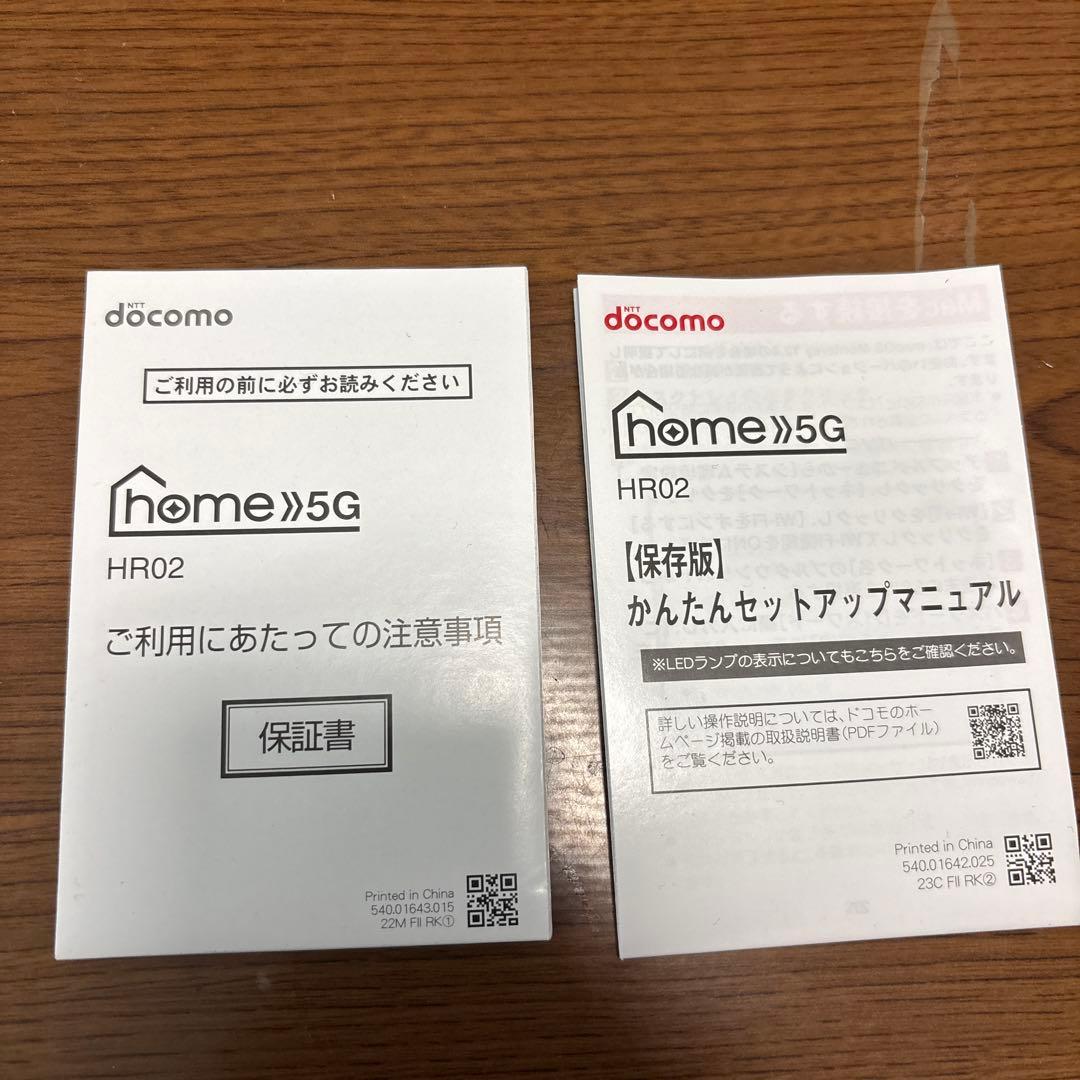 NTT
docomo
ご利用の前に必ずお読みください
home 5G
HR02
ご利用にあたっての注意事項
保証書
Printed in China
540.01643.015
22M FII RK①
NTT
docomo
home 5G
HR02
【保存版】
かんたんセットアップマニュアル
※LEDランプの表示についてもこちらをご確認ください。
詳しい操作説明については、ドコモのホー
ムページ掲載の取扱説明書(PDFファイル)
をご覧ください。
Printed in China
540.01642.025
23C FII RK②